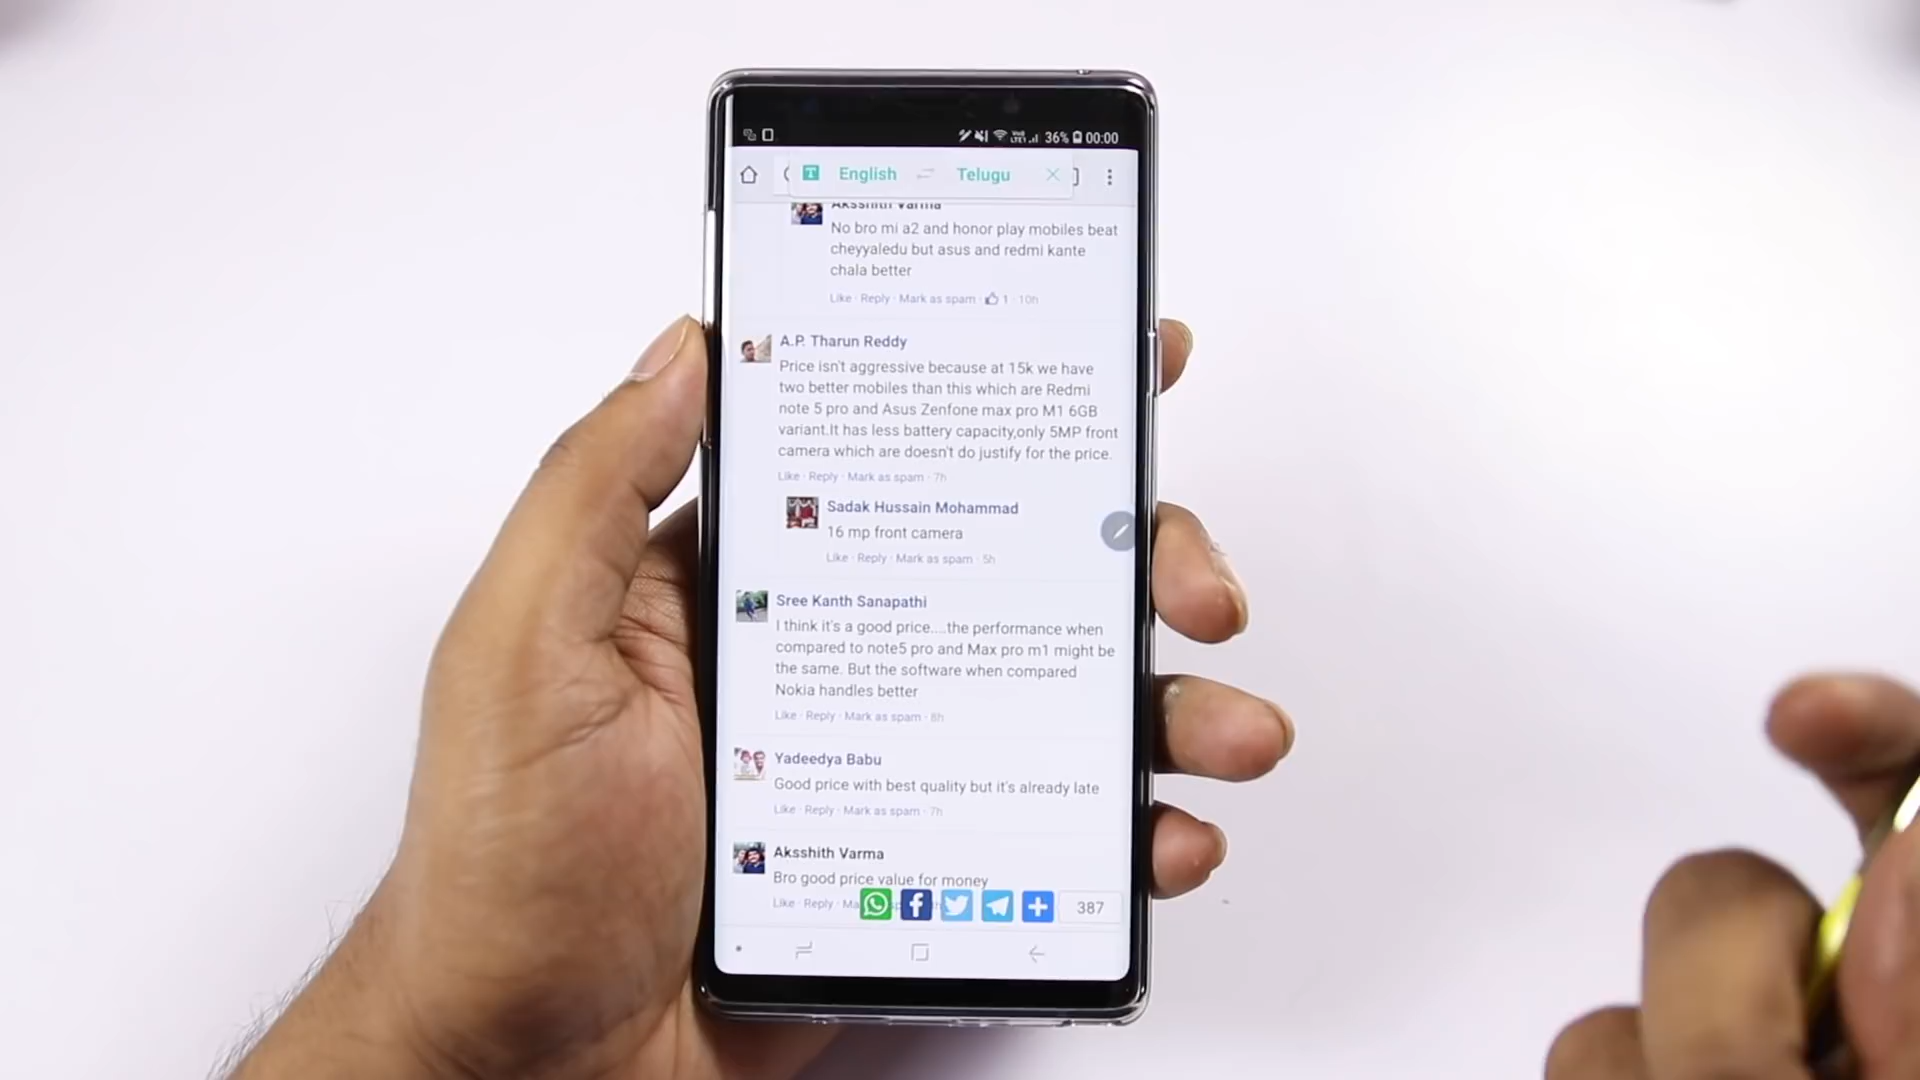 36% 00:00
English Telugu
Aksshith Varma
No bro mi a2 and honor play mobiles beat
cheyyaledu but asus and redmi kante
chala better
Like · Reply · Mark as spam · 1 · 10h
A.P. Tharun Reddy
Price isn't aggressive because at 15k we have
two better mobiles than this which are Redmi
note 5 pro and Asus Zenfone max pro M1 6GB
variant.It has less battery capacity,only 5MP front
camera which are doesn't do justify for the price.
Like · Reply · Mark as spam · 7h
Sadak Hussain Mohammad
16 mp front camera
Like · Reply · Mark as spam · 5h
Sree Kanth Sanapathi
I think it's a good price....the performance when
compared to note5 pro and Max pro m1 might be
the same. But the software when compared
Nokia handles better
Like · Reply · Mark as spam ·
Yadeedya Babu
Good price with best quality but it's already late
Like · Reply · Mark as spam · 7h
Aksshith Varma
Bro good price value for money
Like · Reply ·
387